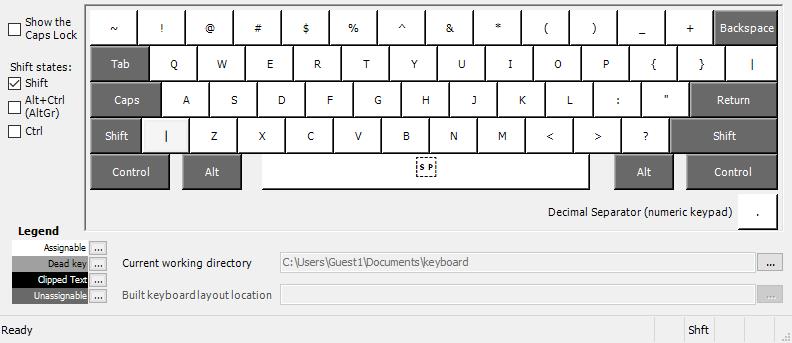 Show the
Caps Lock
Shift states:
Shift
Alt+Ctrl
(AltGr)
Ctrl
~ ! @ # $ % ^ & * ( ) _ + Backspace
Tab Q W E R T Y U I O P { } |
Caps A S D F G H J K L : " Return
Shift | Z X C V B N M < > ? Shift
Control Alt SP Alt Control
Decimal Separator (numeric keypad) .
Legend
Assignable ...
Dead key ...
Clipped Text ...
Unassignable ...
Current working directory C:\Users\Guest1\Documents\keyboard ...
Built keyboard layout location ...
Ready Shft